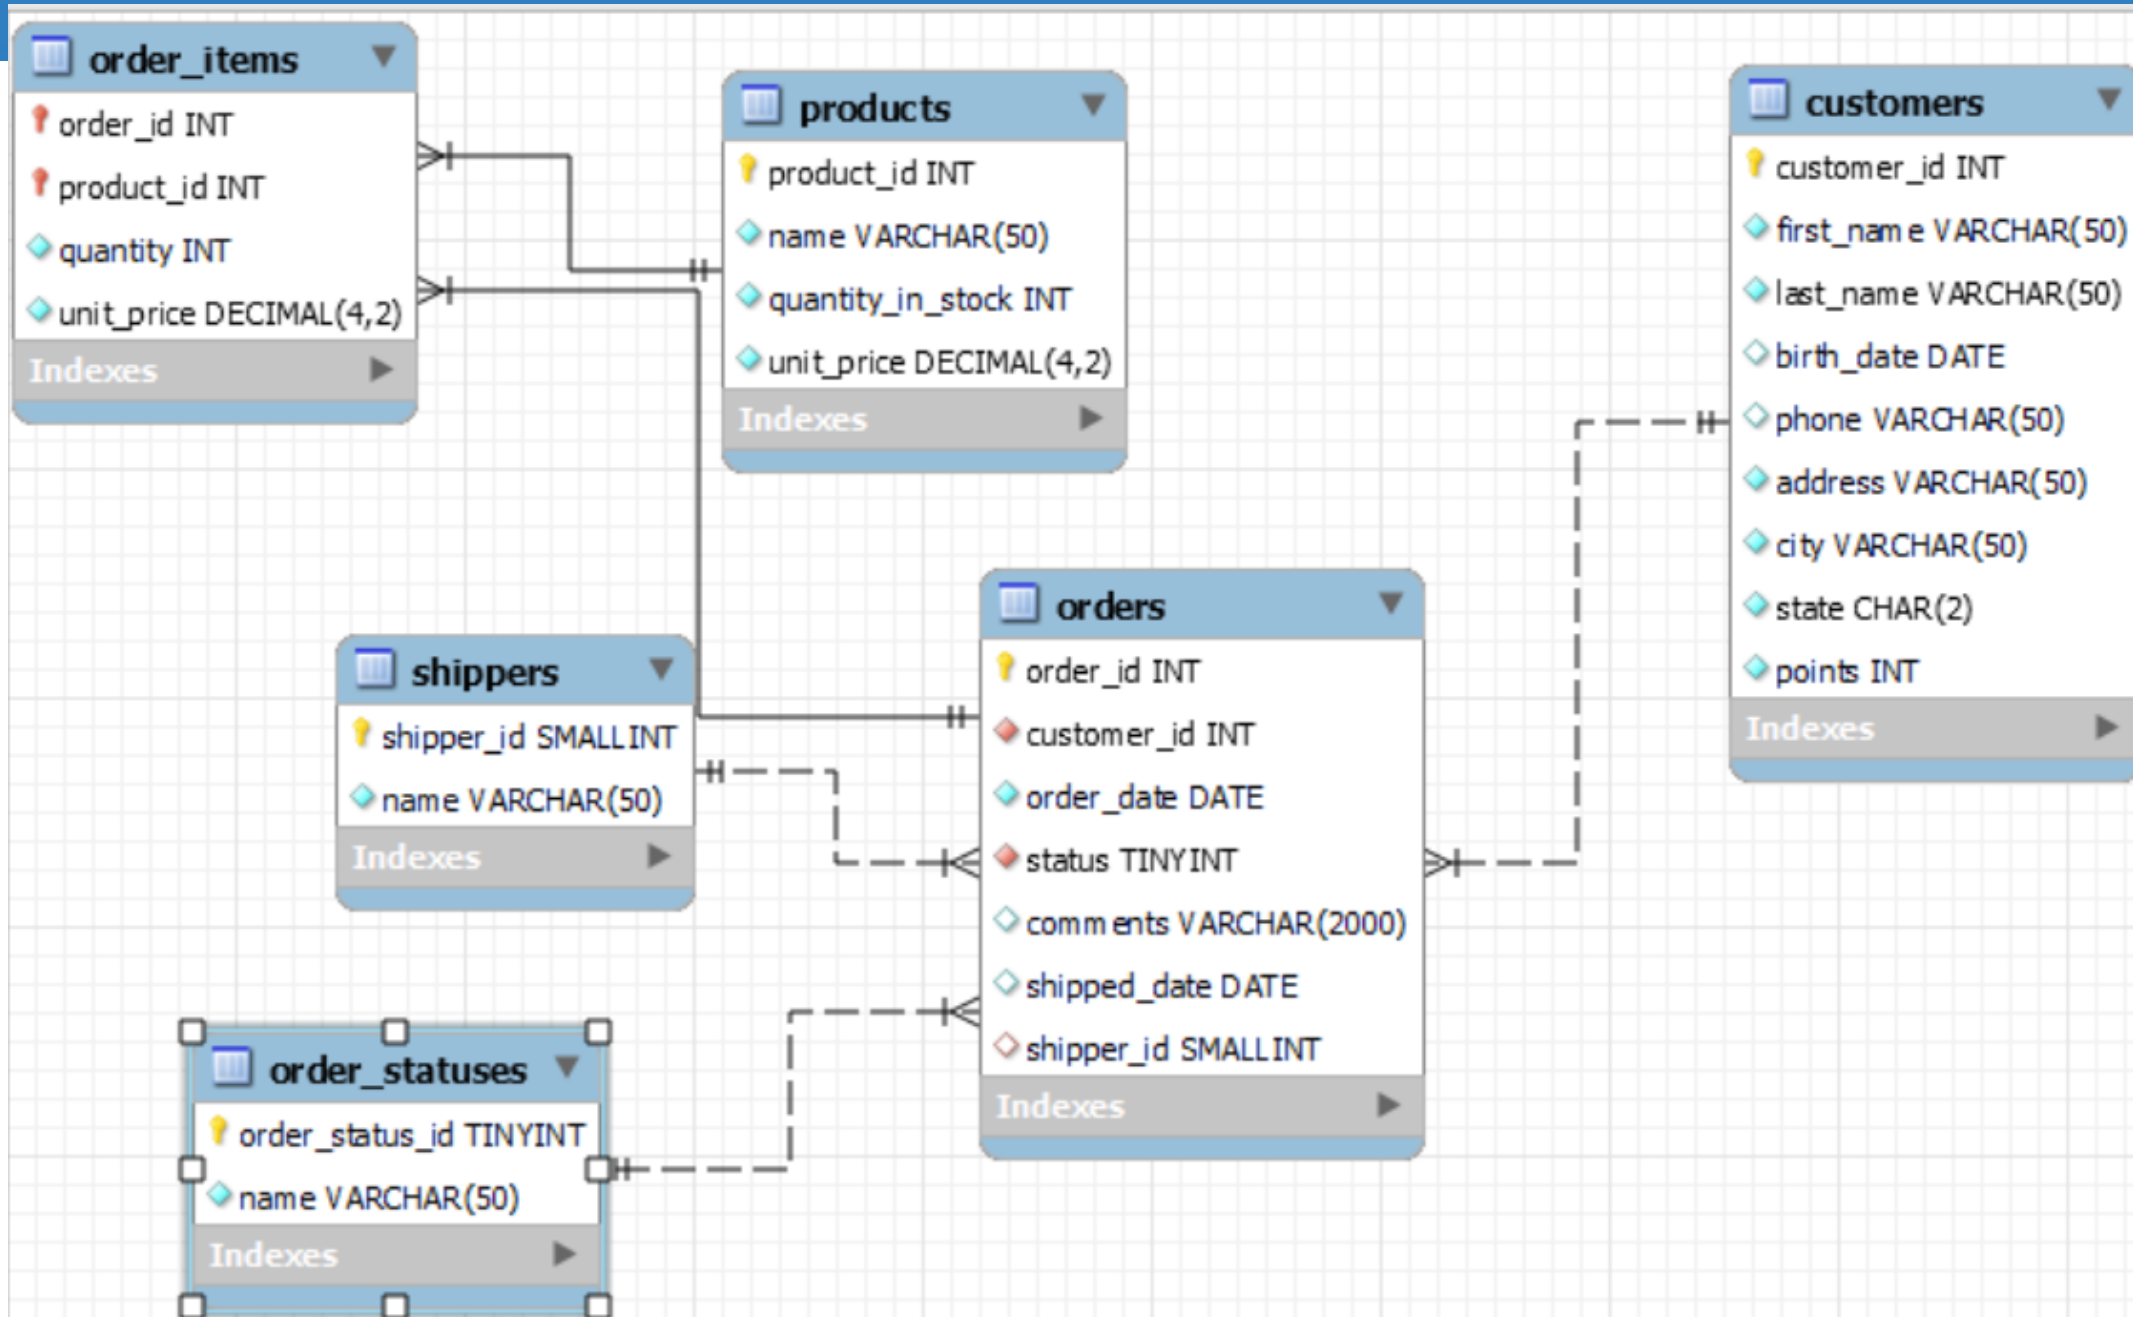 order_items
order_id INT
product_id INT
quantity INT
unit_price DECIMAL(4,2)
Indexes
products
product_id INT
name VARCHAR(50)
quantity_in_stock INT
unit_price DECIMAL(4,2)
Indexes
customers
customer_id INT
first_name VARCHAR(50)
last_name VARCHAR(50)
birth_date DATE
phone VARCHAR(50)
address VARCHAR(50)
city VARCHAR(50)
state CHAR(2)
points INT
Indexes
shippers
shipper_id SMALLINT
name VARCHAR(50)
Indexes
orders
order_id INT
customer_id INT
order_date DATE
status TINYINT
comments VARCHAR(2000)
shipped_date DATE
shipper_id SMALLINT
Indexes
order_statuses
order_status_id TINYINT
name VARCHAR(50)
Indexes